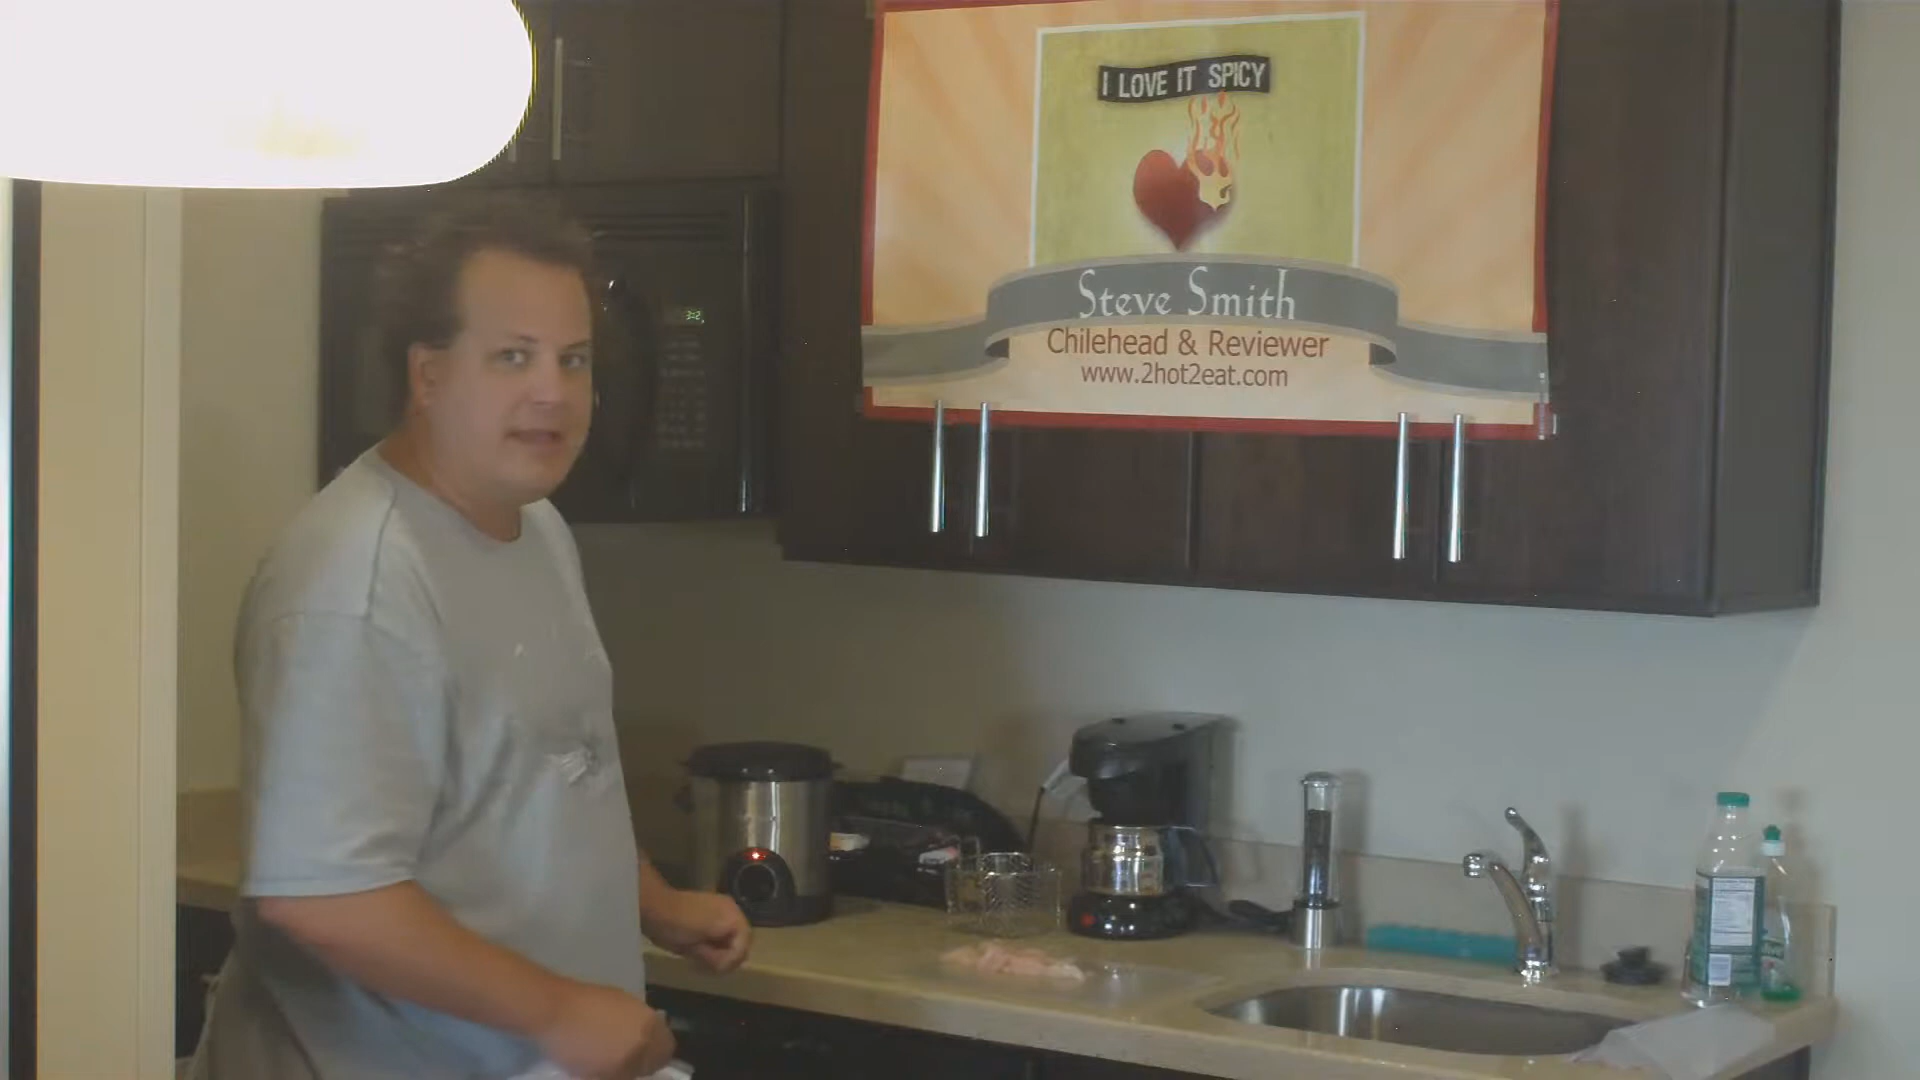 I LOVE IT SPICY
Steve Smith
Chilehead & Reviewer
www.2hot2eat.com